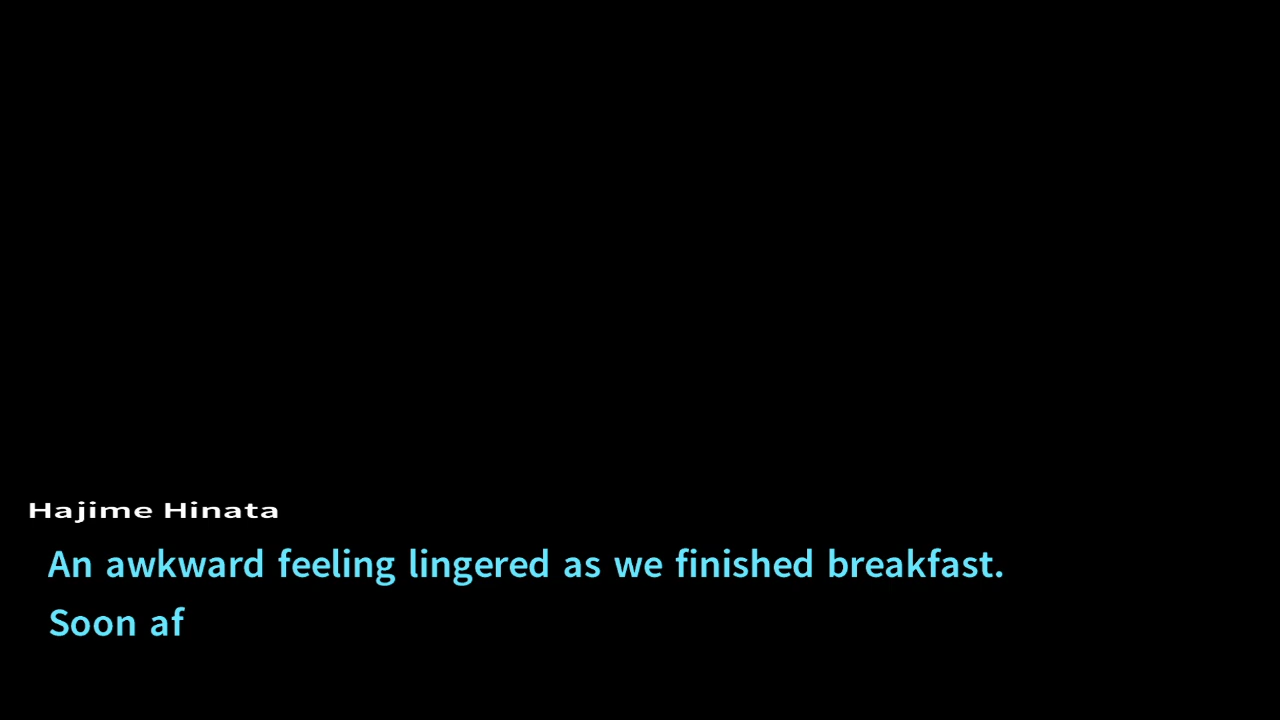 Hajime Hinata
An awkward feeling lingered as we finished breakfast.
Soon af